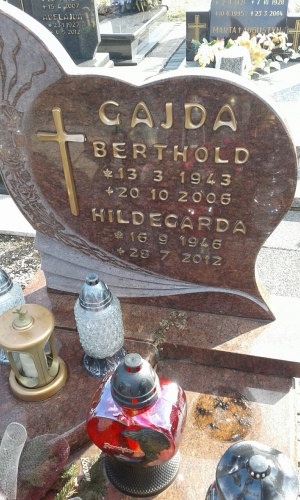 GAJDA
BERTHOLD
*13 3 1943
+20 10 2006
HILDEGARDA
*16 9 1946
+28 7 2012